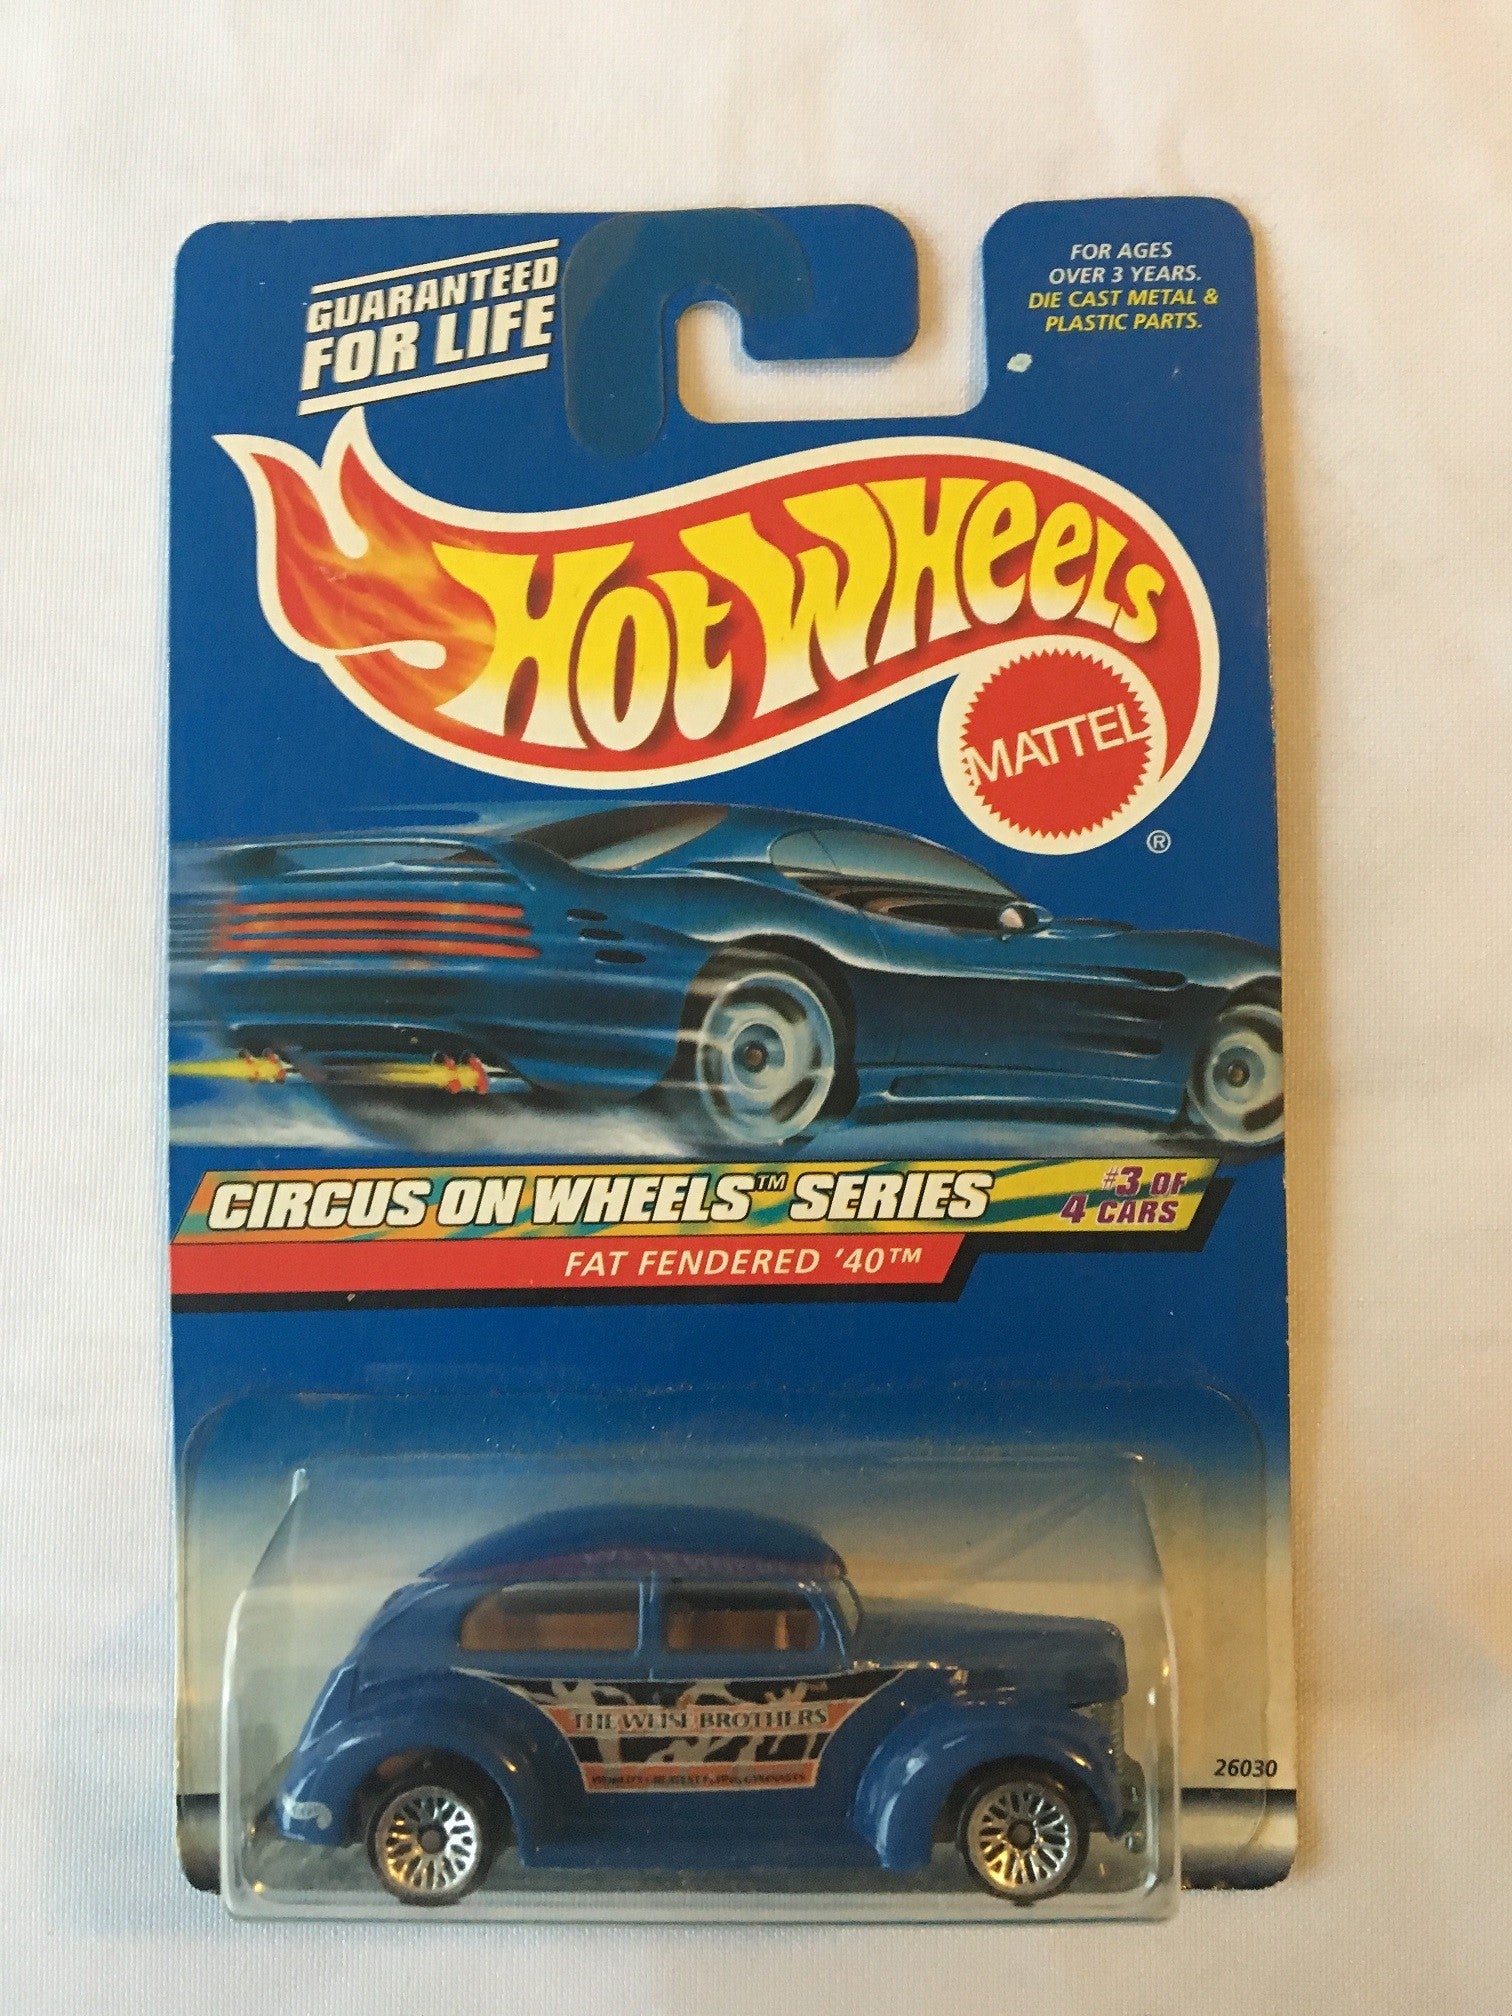 GUARANTEED
FOR LIFE
FOR AGES
OVER 3 YEARS.
DIE CAST METAL &
PLASTIC PARTS.
HOT WHEELS
MATTEL
®
CIRCUS ON WHEELS™ SERIES
#3 OF
4 CARS
FAT FENDERED '40™
THE WEISE BROTHERS
26030